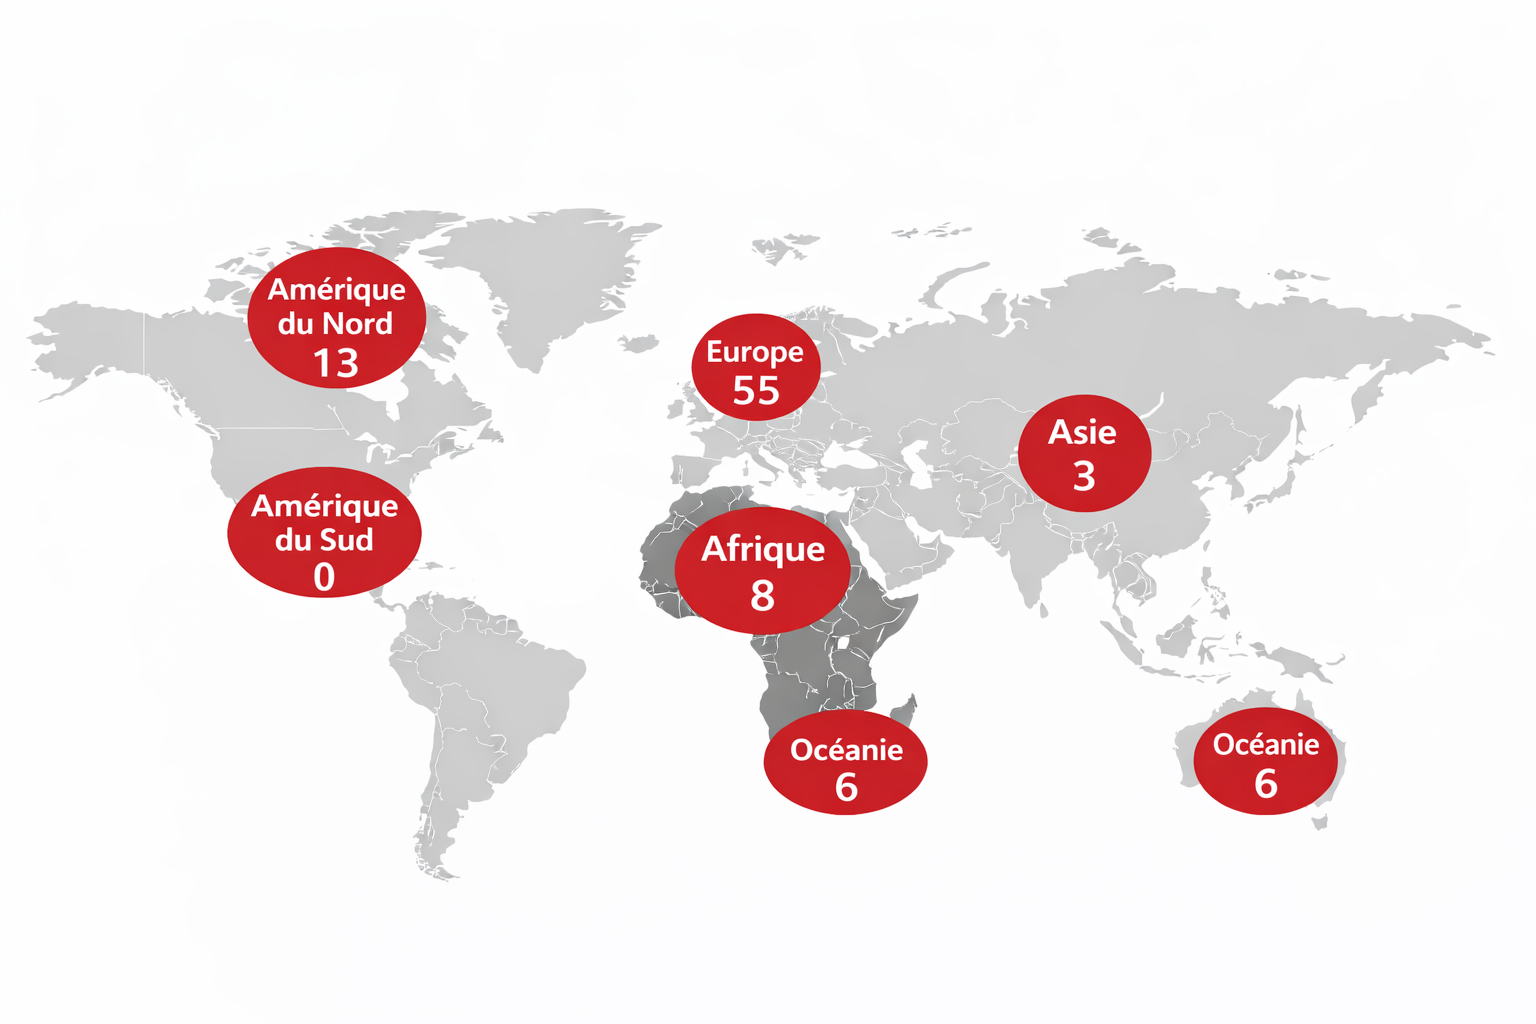 Amérique
du Nord
13
Europe
55
Asie
3
Amérique
du Sud
0
Afrique
8
Océanie
6
Océanie
6